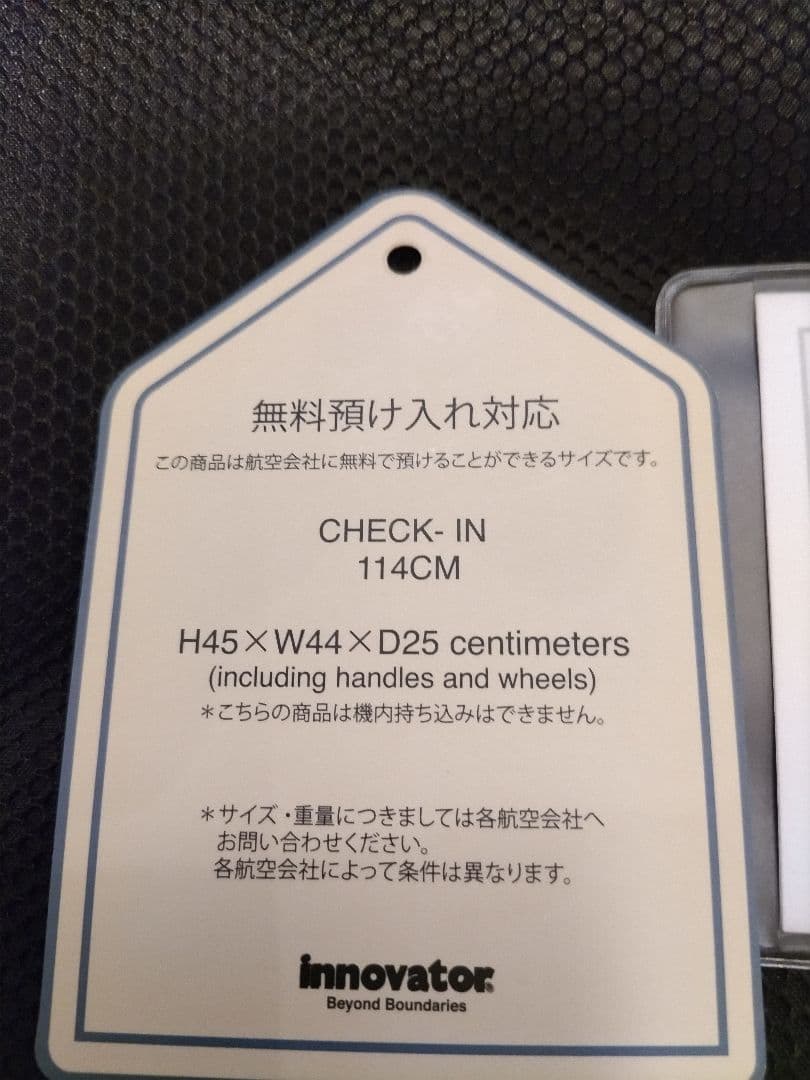 無料預け入れ対応
この商品は航空会社に無料で預けることができるサイズです。
CHECK- IN
114CM
H45×W44×D25 centimeters
(including handles and wheels)
*こちらの商品は機内持ち込みはできません。
*サイズ・重量につきましては各航空会社へ
お問い合わせください。
各航空会社によって条件は異なります。
innovator®
Beyond Boundaries